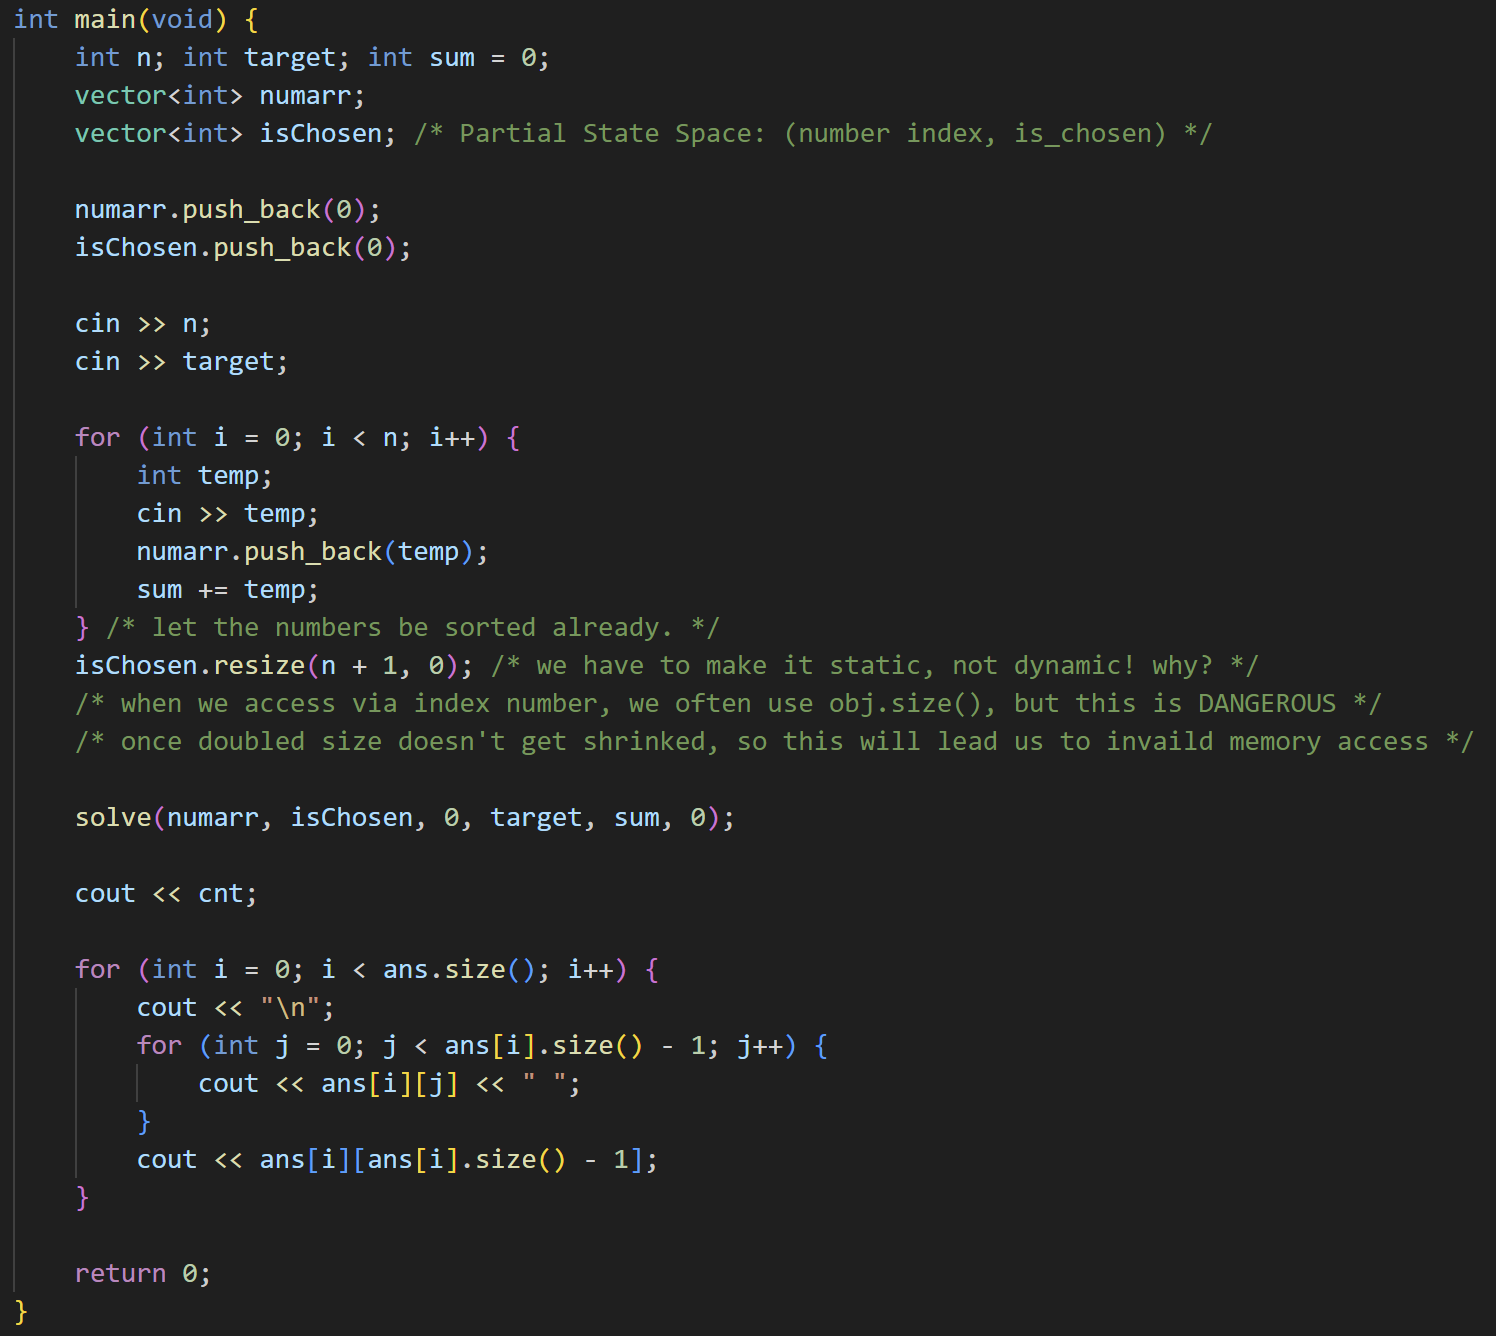 int main(void) {
    int n; int target; int sum = 0;
    vector<int> numarr;
    vector<int> isChosen; /* Partial State Space: (number index, is_chosen) */

    numarr.push_back(0);
    isChosen.push_back(0);

    cin >> n;
    cin >> target;

    for (int i = 0; i < n; i++) {
        int temp;
        cin >> temp;
        numarr.push_back(temp);
        sum += temp;
    } /* let the numbers be sorted already. */
    isChosen.resize(n + 1, 0); /* we have to make it static, not dynamic! why? */
    /* when we access via index number, we often use obj.size(), but this is DANGEROUS */
    /* once doubled size doesn't get shrinked, so this will lead us to invaild memory access */

    solve(numarr, isChosen, 0, target, sum, 0);

    cout << cnt;

    for (int i = 0; i < ans.size(); i++) {
        cout << "\n";
        for (int j = 0; j < ans[i].size() - 1; j++) {
            cout << ans[i][j] << " ";
        }
        cout << ans[i][ans[i].size() - 1];
    }

    return 0;
}